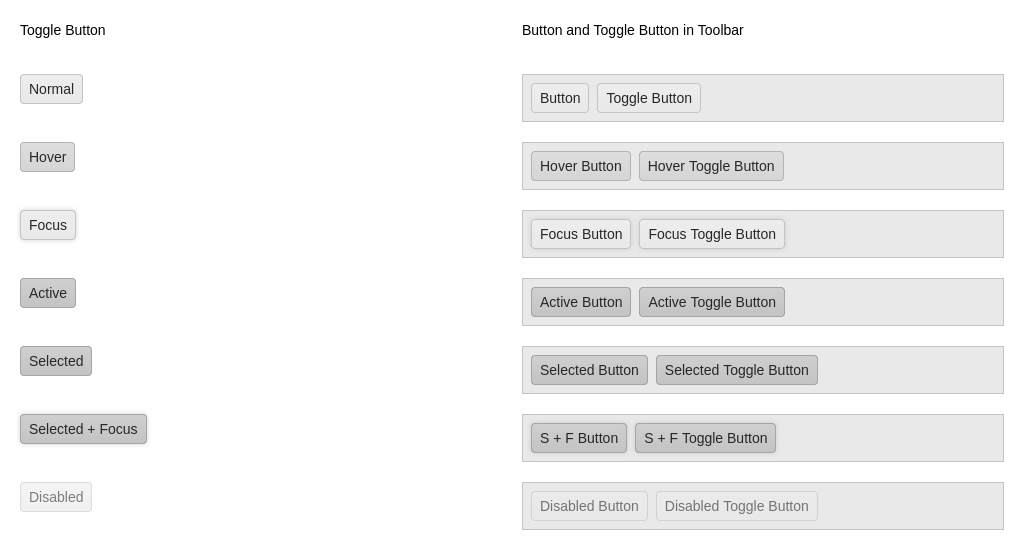 Toggle Button
Button and Toggle Button in Toolbar
Normal
Button Toggle Button
Hover
Hover Button Hover Toggle Button
Focus
Focus Button Focus Toggle Button
Active
Active Button Active Toggle Button
Selected
Selected Button Selected Toggle Button
Selected + Focus
S + F Button S + F Toggle Button
Disabled
Disabled Button Disabled Toggle Button